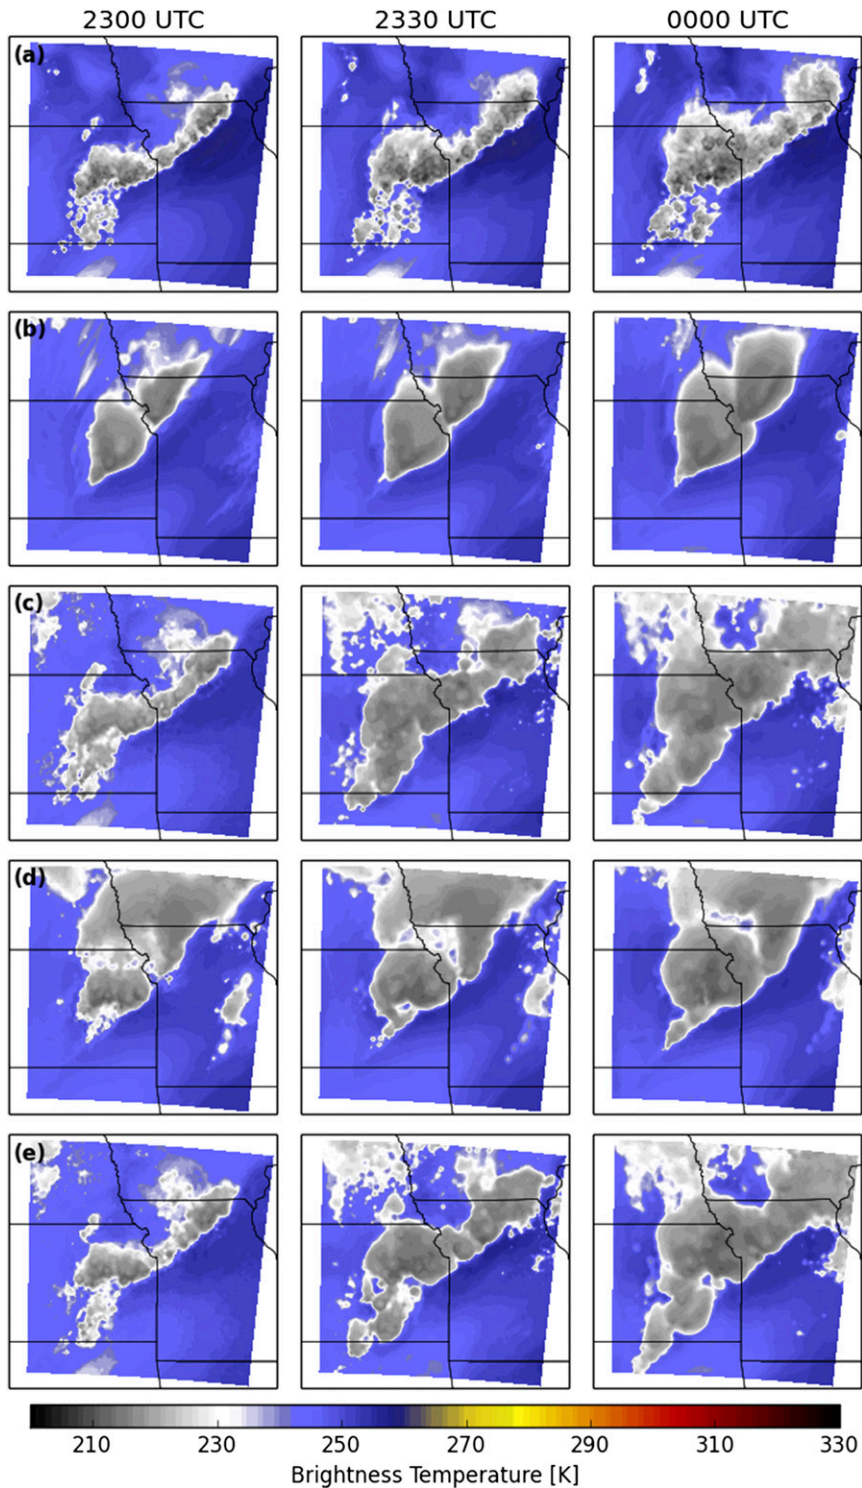 2300 UTC 2330 UTC 0000 UTC
(a)
(b)
(c)
(d)
(e)
210 230 250 270 290 310 330
Brightness Temperature [K]